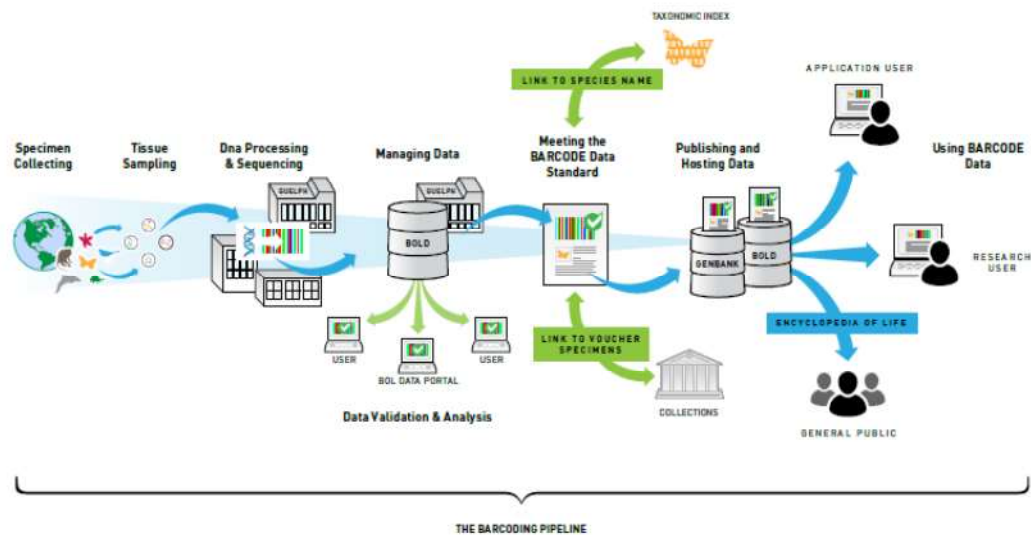 TAXONOMIC INDEX
LINK TO SPECIES NAME
APPLICATION USER
Specimen
Collecting
Tissue
Sampling
Dna Processing
& Sequencing
Managing Data
Meeting the
BARCODE Data
Standard
Publishing and
Hosting Data
Using BARCODE
Data
GUELPH
GUELPH
BOLD
GENBANK
BOLD
RESEARCH
USER
USER
BOL DATA PORTAL
USER
LINK TO VOUCHER
SPECIMENS
ENCYCLOPEDIA OF LIFE
Data Validation & Analysis
COLLECTIONS
GENERAL PUBLIC
THE BARCODING PIPELINE